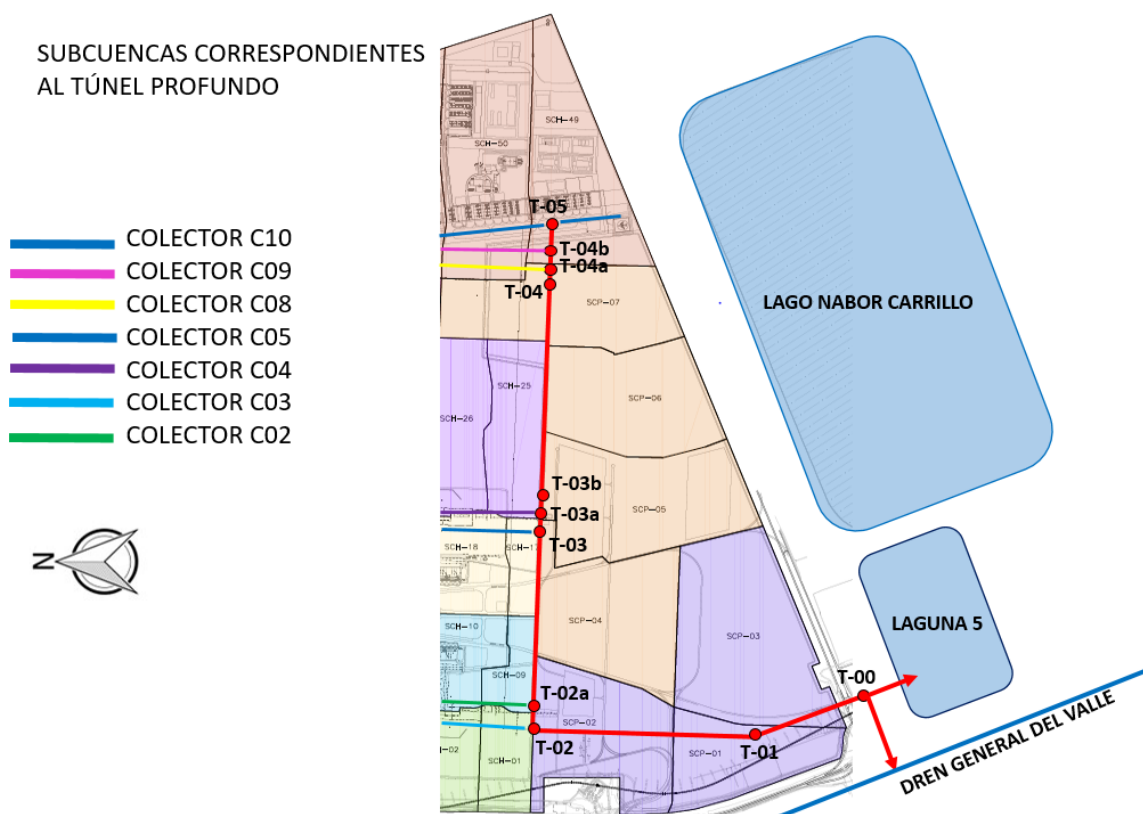 SUBCUENCAS CORRESPONDIENTES
AL TÚNEL PROFUNDO
COLECTOR C10
COLECTOR C09
COLECTOR C08
COLECTOR C05
COLECTOR C04
COLECTOR C03
COLECTOR C02
N
SCH-49
SCH-50
T-05
T-04b
T-04a
T-04
SCP-07
SCH-25
SCP-06
SCH-26
T-03b
T-03a
SCP-05
T-03
SCH-18
SCH-17
SCP-04
SCH-10
SCP-03
SCH-09
T-02a
SCP-02
T-02
T-01
SCP-01
SCH-01
T-00
LAGO NABOR CARRILLO
LAGUNA 5
DREN GENERAL DEL VALLE